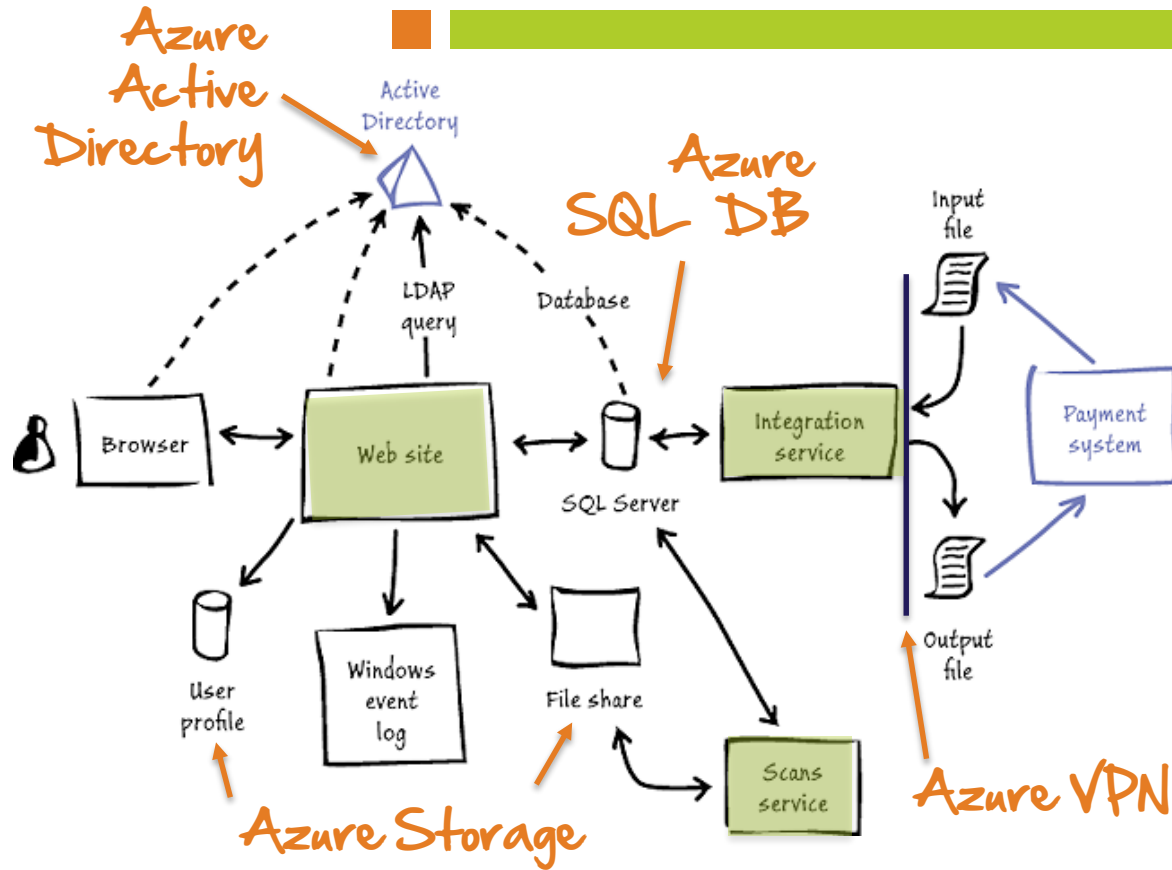 Azure
Active
Directory
Active
Directory
Azure
SQL DB
Input
file
LDAP
query
Database
Browser
Web site
SQL Server
Integration
service
Payment
system
User
profile
Windows
event
log
File share
Scans
service
Output
file
Azure Storage
Azure VPN